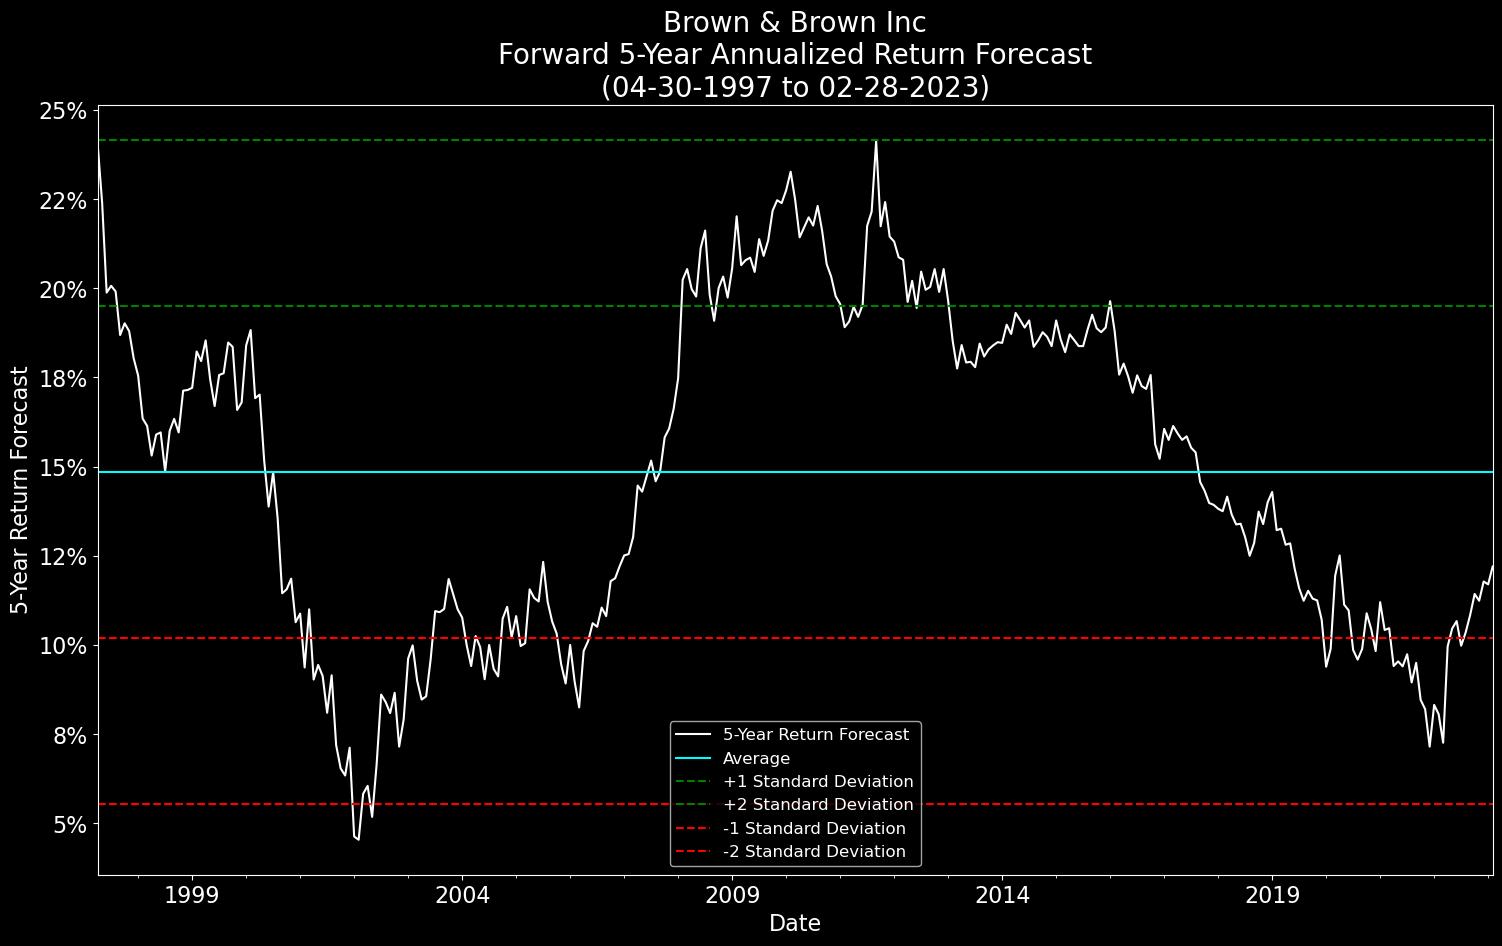 Brown & Brown Inc
Forward 5-Year Annualized Return Forecast
(04-30-1997 to 02-28-2023)
25%
22%
20%
18%
15%
12%
10%
8%
5%
5-Year Return Forecast
5-Year Return Forecast
Average
+1 Standard Deviation
+2 Standard Deviation
-1 Standard Deviation
-2 Standard Deviation
1999 2004 2009 2014 2019
Date